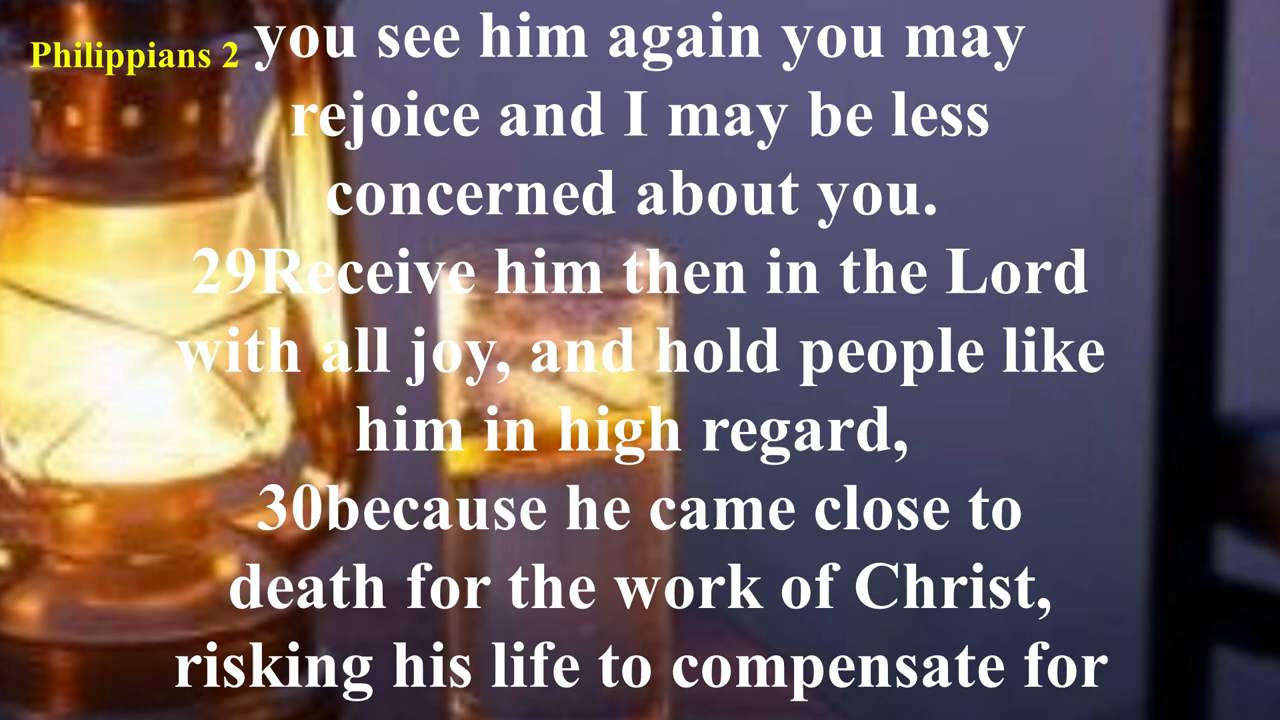 Philippians 2
you see him again you may
rejoice and I may be less
concerned about you.
29Receive him then in the Lord
with all joy, and hold people like
him in high regard,
30because he came close to
death for the work of Christ,
risking his life to compensate for